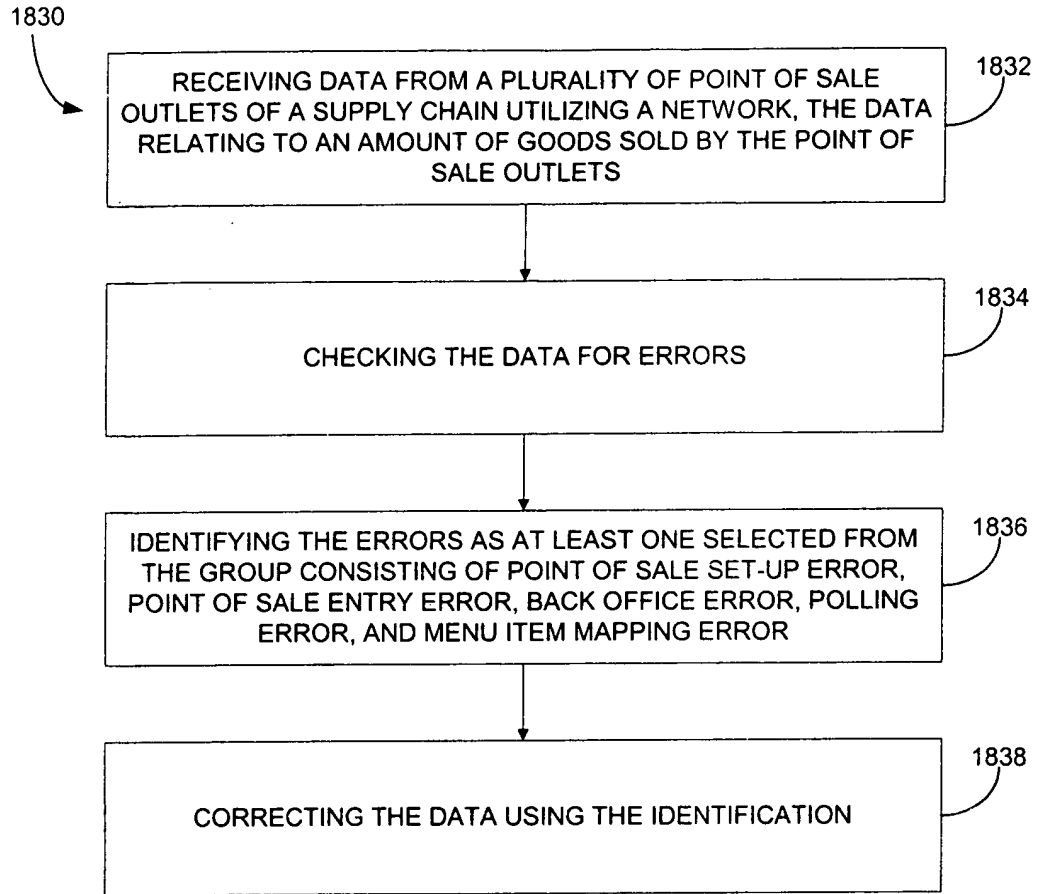 1830
RECEIVING DATA FROM A PLURALITY OF POINT OF SALE
OUTLETS OF A SUPPLY CHAIN UTILIZING A NETWORK, THE DATA
RELATING TO AN AMOUNT OF GOODS SOLD BY THE POINT OF
SALE OUTLETS
1832
CHECKING THE DATA FOR ERRORS
1834
IDENTIFYING THE ERRORS AS AT LEAST ONE SELECTED FROM
THE GROUP CONSISTING OF POINT OF SALE SET-UP ERROR,
POINT OF SALE ENTRY ERROR, BACK OFFICE ERROR, POLLING
ERROR, AND MENU ITEM MAPPING ERROR
1836
CORRECTING THE DATA USING THE IDENTIFICATION
1838